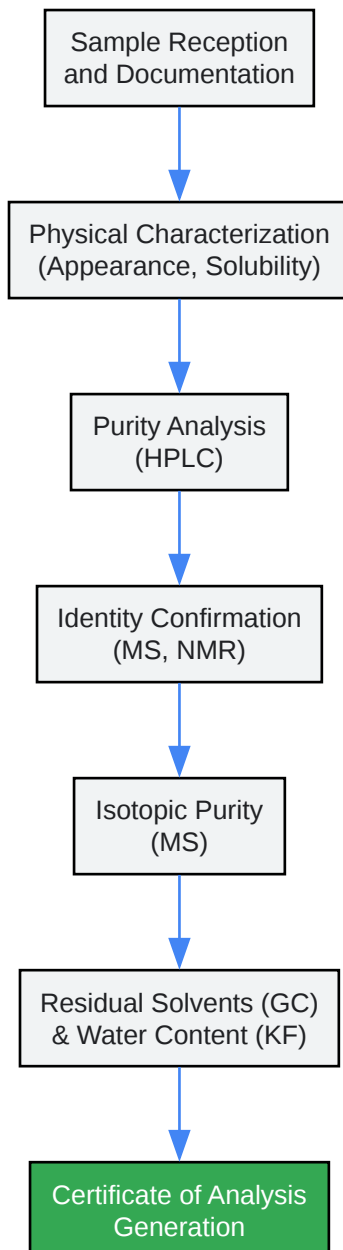 Sample Reception
and Documentation
Physical Characterization
(Appearance, Solubility)
Purity Analysis
(HPLC)
Identity Confirmation
(MS, NMR)
Isotopic Purity
(MS)
Residual Solvents (GC)
& Water Content (KF)
Certificate of Analysis
Generation